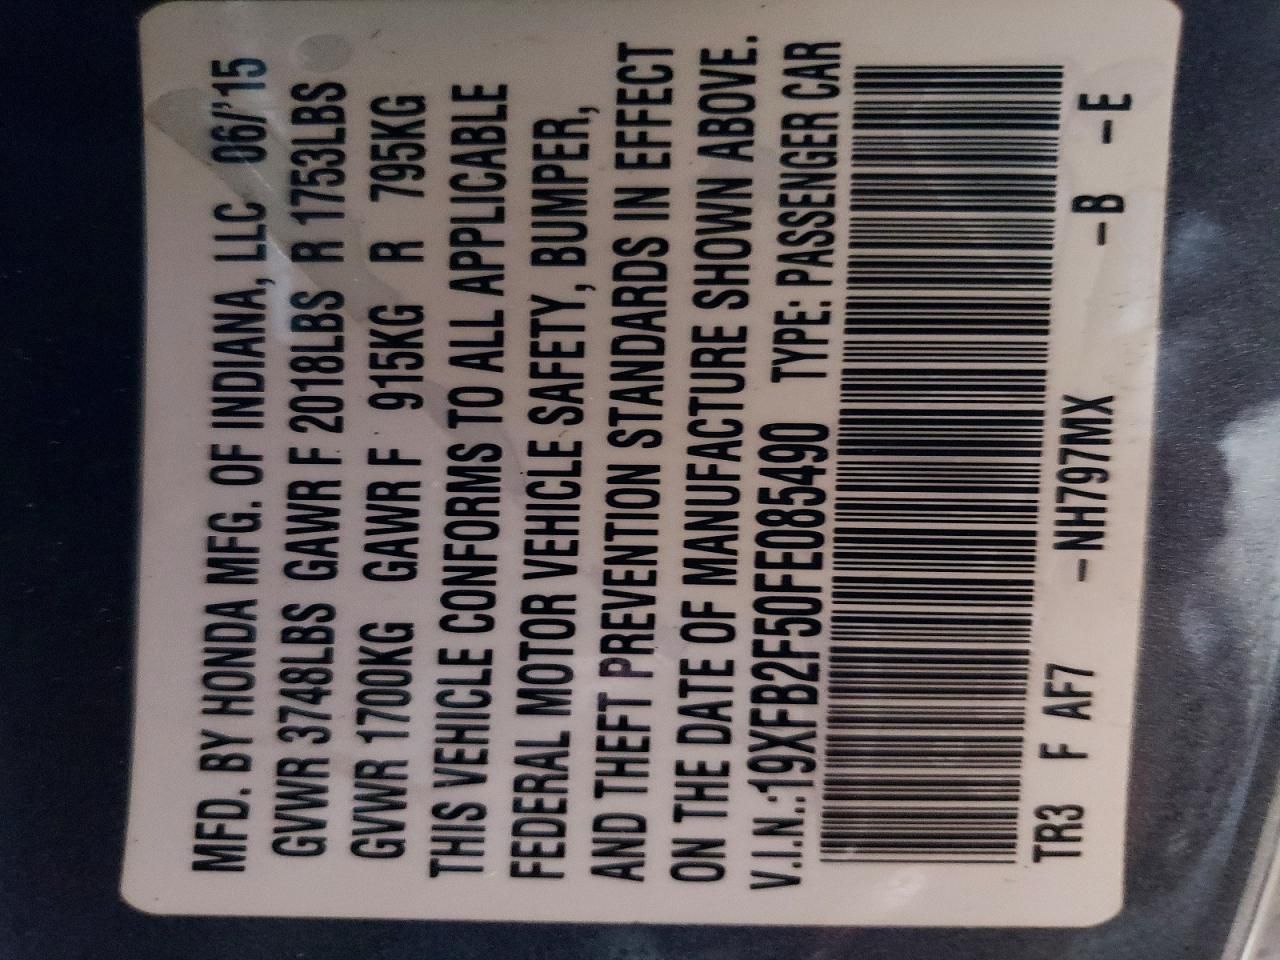 MFD. BY HONDA MFG. OF INDIANA, LLC 06/'15
GVWR 3748LBS GAWR F 2018LBS R 1753LBS
GVWR 1700KG GAWR F 915KG R 795KG
THIS VEHICLE CONFORMS TO ALL APPLICABLE
FEDERAL MOTOR VEHICLE SAFETY, BUMPER,
AND THEFT PREVENTION STANDARDS IN EFFECT
ON THE DATE OF MANUFACTURE SHOWN ABOVE.
V.I.N.:19XFB2F50FE085490 TYPE: PASSENGER CAR
TR3 F AF7 -NH797MX -B -E